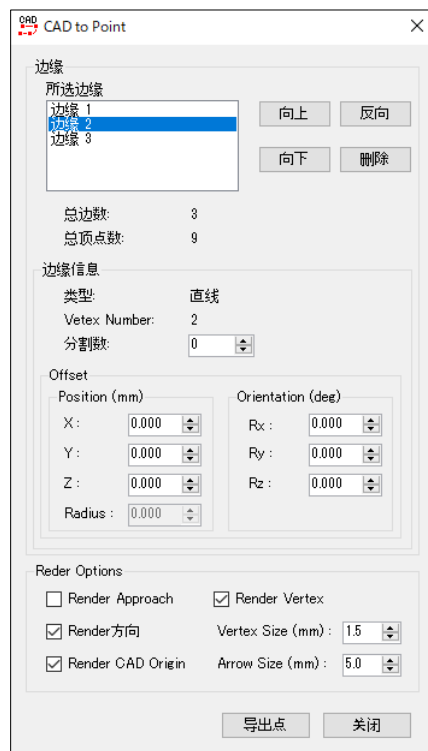 CAD CAD to Point
边缘
所选边缘
边缘 1
边缘 2
边缘 3
向上 反向
向下 删除
总边数: 3
总顶点数: 9
边缘信息
类型: 直线
Vetex Number: 2
分割数: 0
Offset
Position (mm) Orientation (deg)
X : 0.000 Rx : 0.000
Y : 0.000 Ry : 0.000
Z : 0.000 Rz : 0.000
Radius : 0.000
Reder Options
Render Approach Render Vertex
Render方向 Vertex Size (mm) : 1.5
Render CAD Origin Arrow Size (mm) : 5.0
导出点 关闭